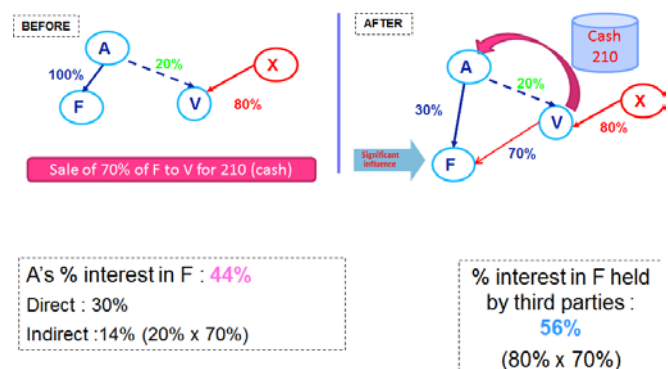 BEFORE
A
100%
20%
X
F
V
80%
Sale of 70% of F to V for 210 (cash)
AFTER
Cash
210
A
20%
X
30%
V
80%
F
70%
Significant
influence
A's % interest in F : 44%
Direct : 30%
Indirect :14% (20% x 70%)
% interest in F held
by third parties :
56%
(80% x 70%)